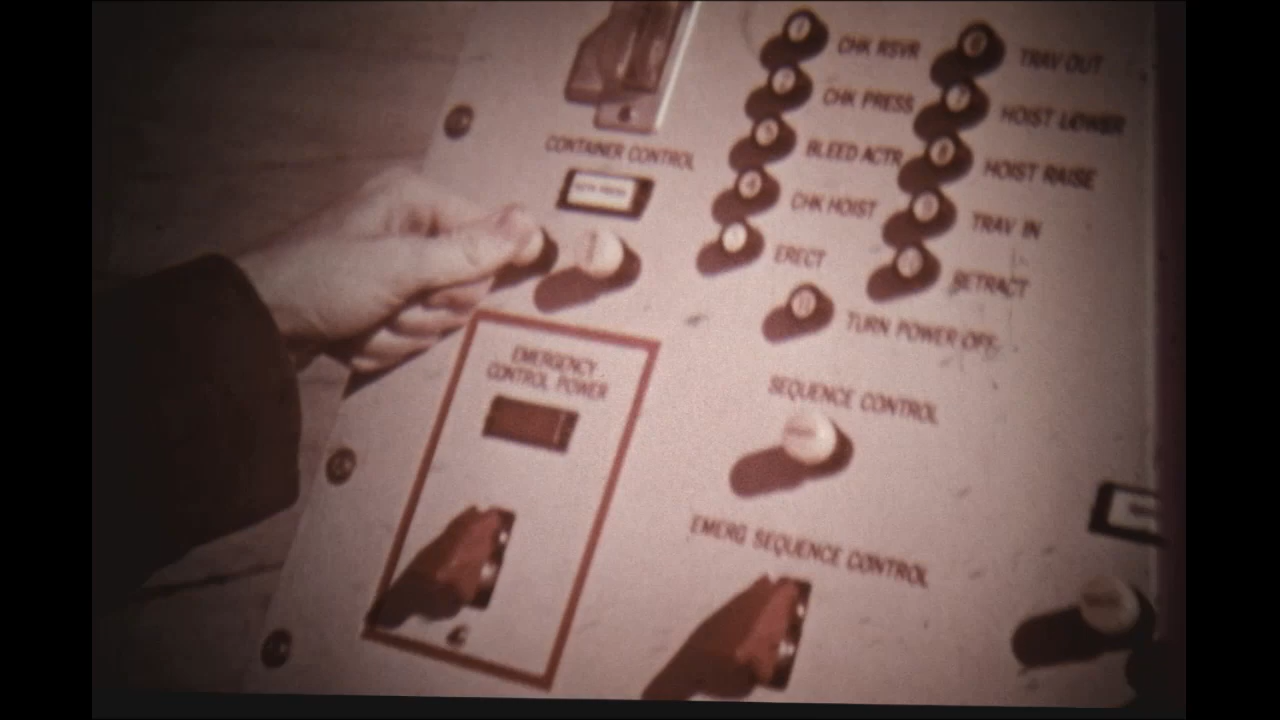 CHK RSVR
TRAV OUT
CHK PRESS
HOIST LOWER
CONTAINER CONTROL
BLEED ACTR
HOIST RAISE
CHK HOIST
TRAV IN
ERECT
RETRACT
TURN POWER OFF
EMERGENCY
CONTROL POWER
SEQUENCE CONTROL
EMERG SEQUENCE CONTROL